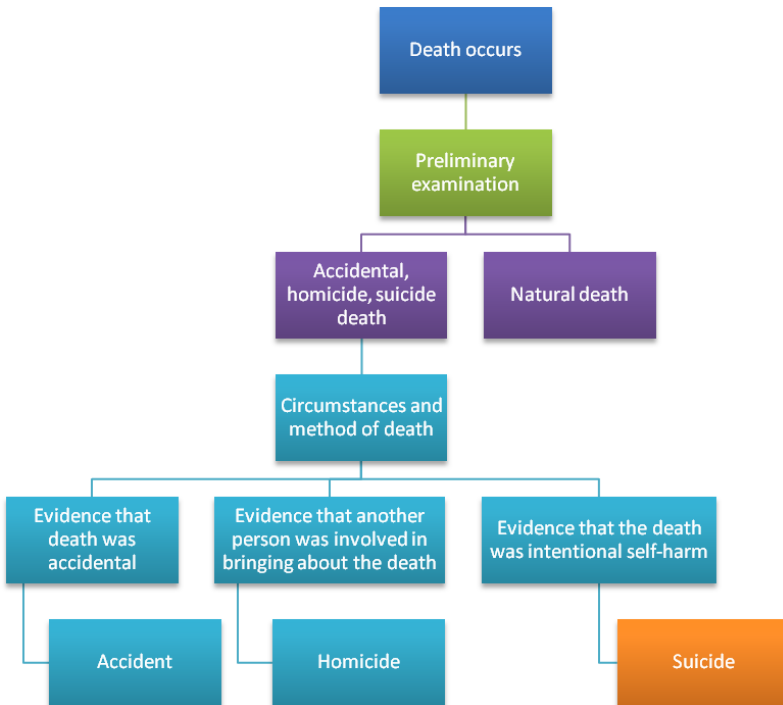 Death occurs
Preliminary
examination
Accidental,
homicide, suicide
death
Natural death
Circumstances and
method of death
Evidence that
death was
accidental
Evidence that another
person was involved in
bringing about the death
Evidence that the death
was intentional self-harm
Accident
Homicide
Suicide